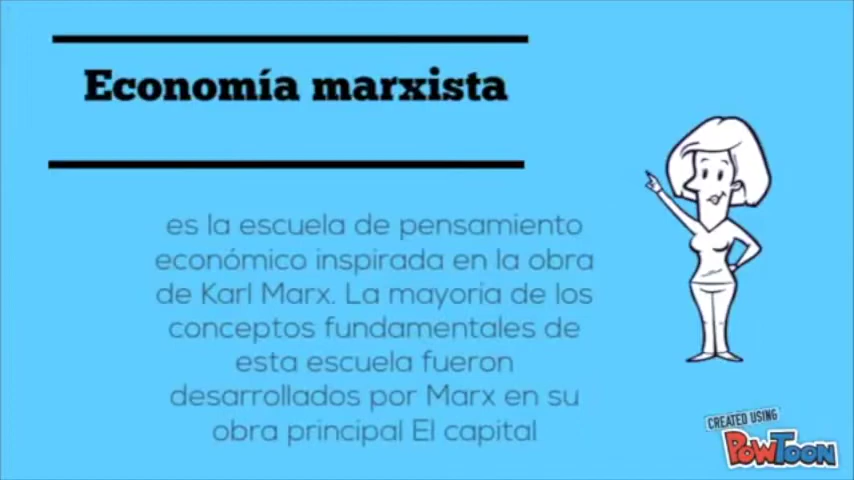 Economía marxista
es la escuela de pensamiento
económico inspirada en la obra
de Karl Marx. La mayoria de los
conceptos fundamentales de
esta escuela fueron
desarrollados por Marx en su
obra principal El capital
CREATED USING
POWTOON